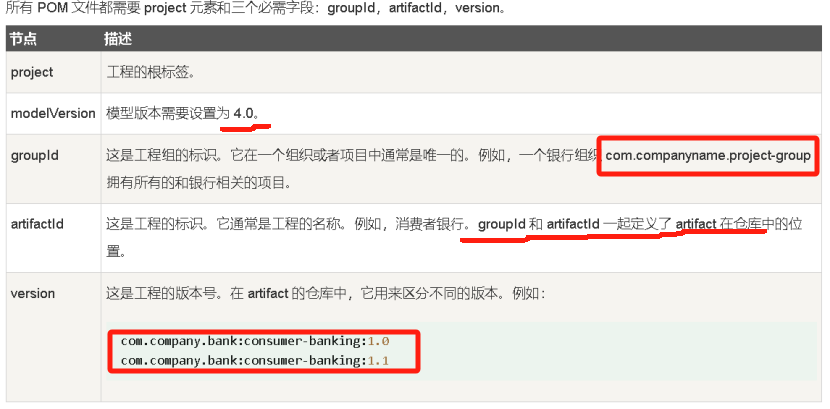 所有 POM 文件都需要 project 元素和三个必需字段：groupId，artifactId，version。
节点 描述
project 工程的根标签。
modelVersion 模型版本需要设置为 4.0。
groupId 这是工程组的标识。它在一个组织或者项目中通常是唯一的。例如，一个银行组织 com.companyname.project-group
拥有所有的和银行相关的项目。
artifactId 这是工程的标识。它通常是工程的名称。例如，消费者银行。groupId 和 artifactId 一起定义了 artifact 在仓库中的位
置。
version 这是工程的版本号。在 artifact 的仓库中，它用来区分不同的版本。例如：
com.company.bank:consumer-banking:1.0
com.company.bank:consumer-banking:1.1